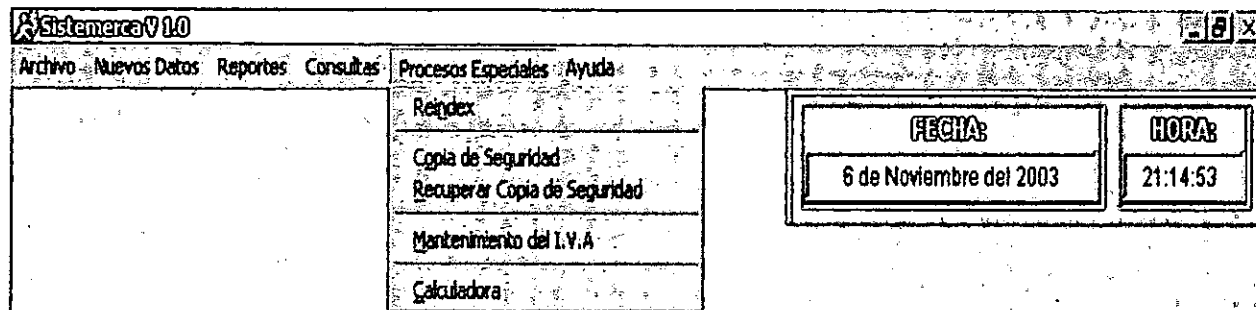 Sistemerca V 1.0
Archivo Nuevos Datos Reportes Consultas Procesos Especiales Ayuda
Reindex
Copia de Seguridad
Recuperar Copia de Seguridad
Mantenimiento del I.V.A
Calculadora
FECHA: HORA:
6 de Noviembre del 2003 21:14:53